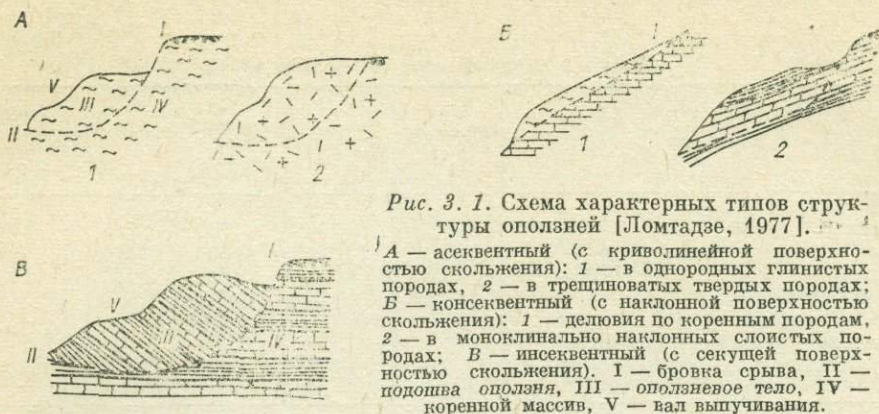 А
I
V
III
IV
II
1
2
Б
I
1
2
В
I
V
III
IV
II
Рис. 3. 1. Схема характерных типов струк-
туры оползней [Ломтадзе, 1977].
А — асеквентный (с криволинейной поверхно-
стью скольжения): 1 — в однородных глинистых
породах, 2 — в трещиноватых твердых породах;
Б — консеквентный (с наклонной поверхностью
скольжения): 1 — делювия по коренным породам,
2 — в моноклинально наклонных слоистых по-
родах; В — инсеквентный (с секущей поверх-
ностью скольжения). I — бровка срыва, II —
подошва оползня, III — оползневое тело, IV —
коренной массив, V — вал выпучивания.